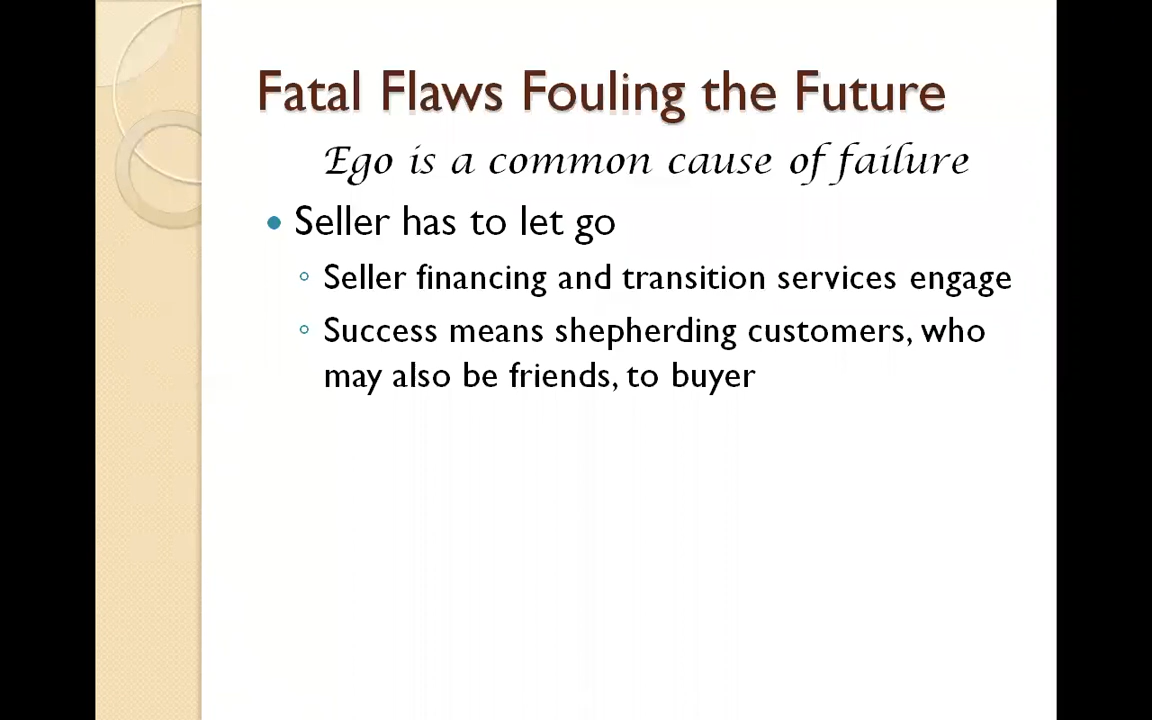 Fatal Flaws Fouling the Future
Ego is a common cause of failure
• Seller has to let go
◦ Seller financing and transition services engage
◦ Success means shepherding customers, who
may also be friends, to buyer